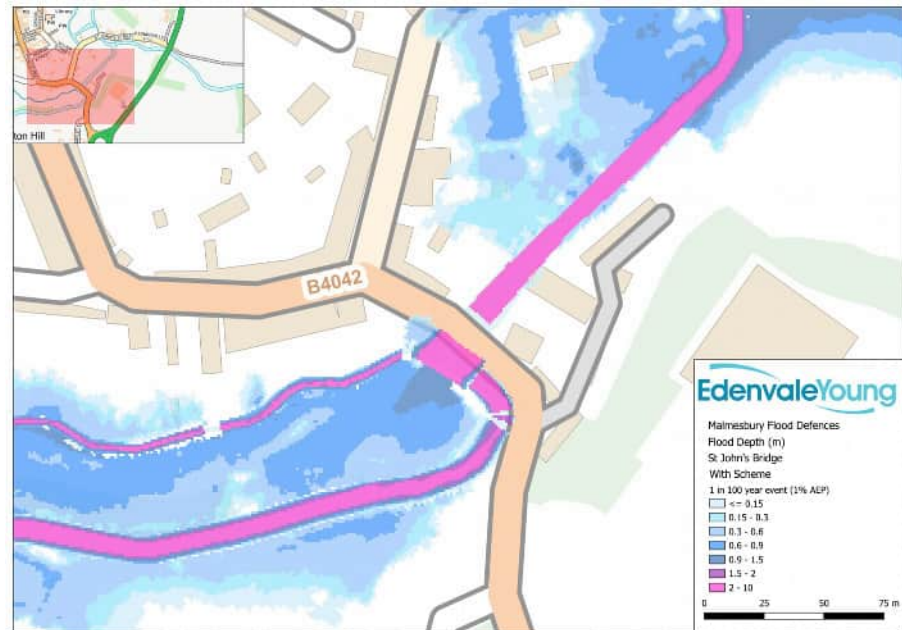 ton Hill
B4042
EdenvaleYoung
Malmesbury Flood Defences
Flood Depth (m)
St John's Bridge
With Scheme
1 in 100 year event (1% AEP)
<= 0.15
0.15 - 0.3
0.3 - 0.6
0.6 - 0.9
0.9 - 1.5
1.5 - 2
2 - 10
0 25 50 75 m